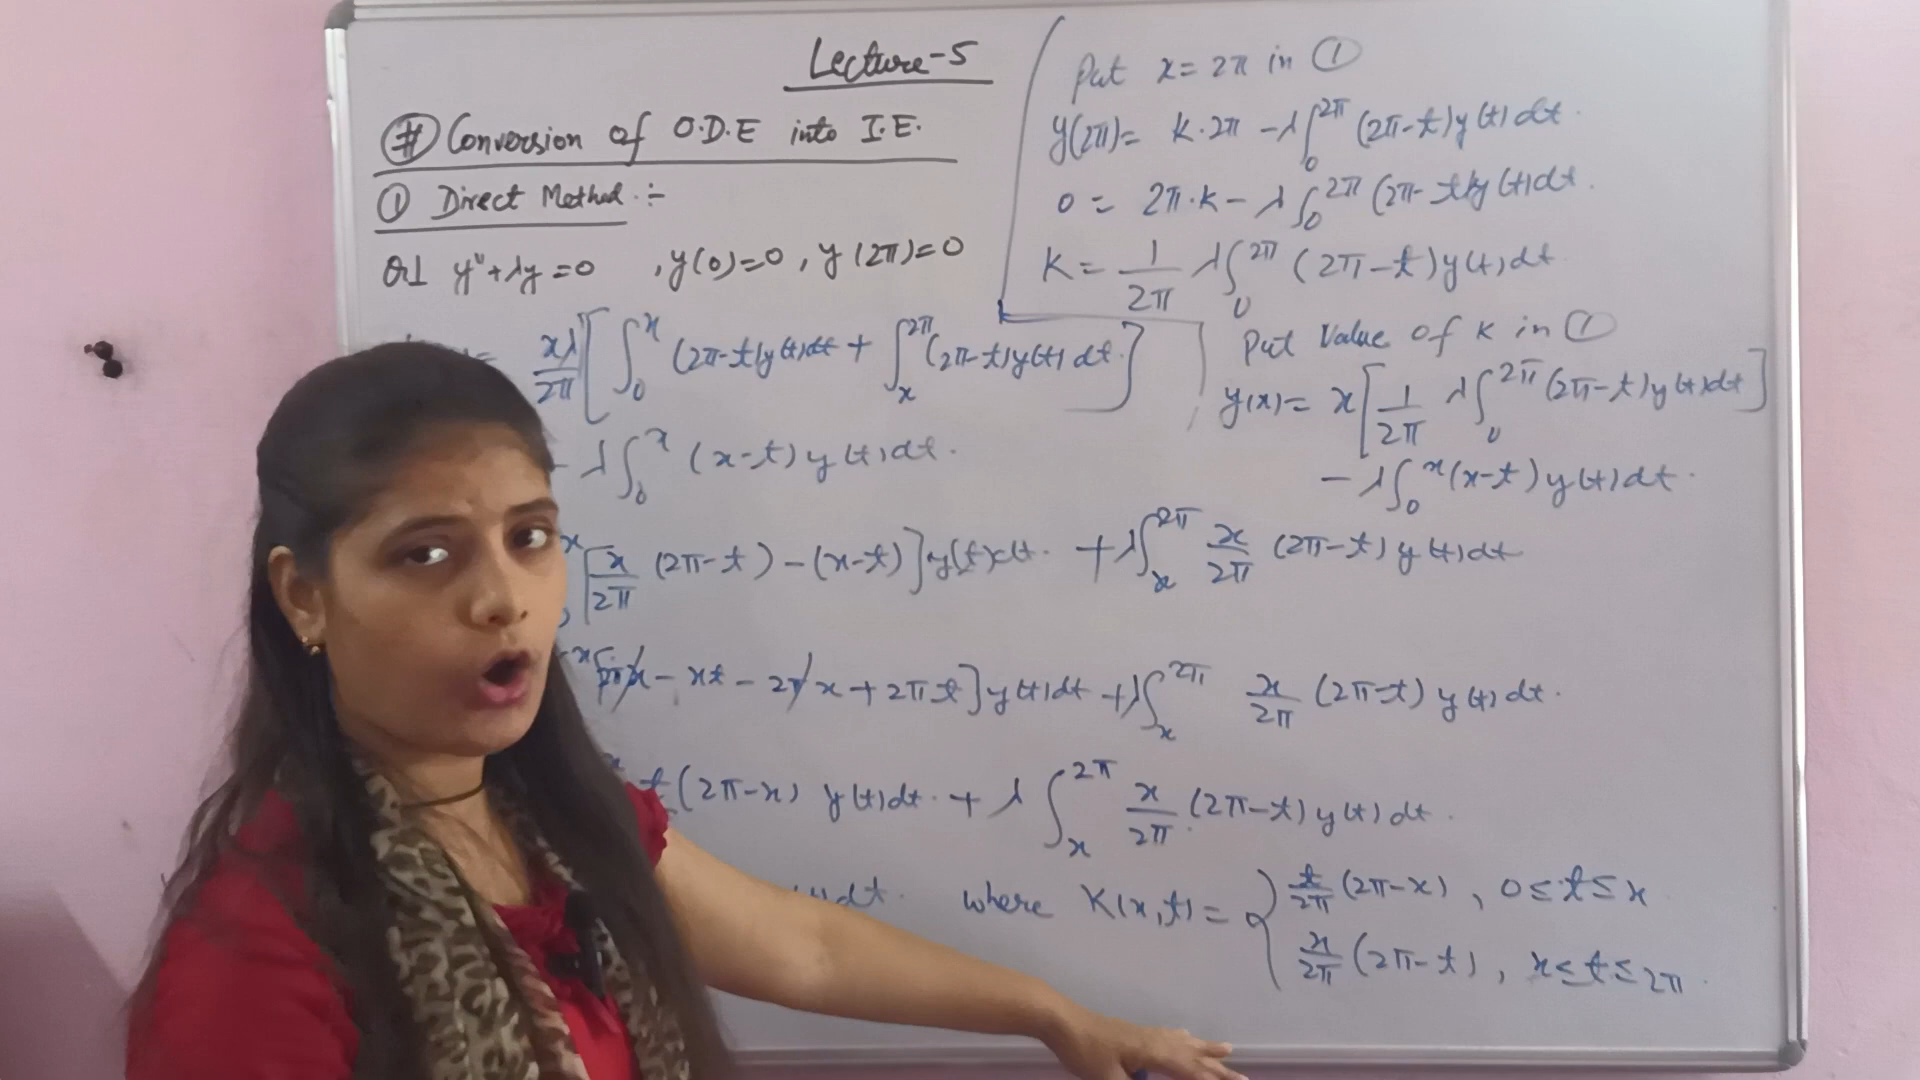 Lecture-5
# Conversion of O.D.E into I.E.
① Direct Method :-
Q1 y''+λy=0 , y(0)=0, y(2π)=0
Put x=2π in ①
y(2π)= K·2π -λ∫₀^2π (2π-t)y(t)dt.
0 = 2π·K - λ∫₀^2π (2π-t)y(t)dt.
K = 1/2π λ∫₀^2π (2π-t)y(t)dt
Put Value of K in ①
y(x)= x[1/2π λ∫₀^2π (2π-t)y(t)dt]
-λ∫₀^x (x-t)y(t)dt.
= xλ/2π [∫₀^x (2π-t)y(t)dt + ∫ₓ^2π (2π-t)y(t)dt.]
- λ∫₀^x (x-t)y(t)dt.
x [x/2π (2π-t) - (x-t)]y(t)dt. + λ∫ₓ^2π x/2π (2π-t)y(t)dt
x [2πx - xt - 2πx + 2πt]y(t)dt + λ∫ₓ^2π x/2π (2π-t)y(t)dt.
t(2π-x) y(t)dt. + λ∫ₓ^2π x/2π (2π-t)y(t)dt.
dt. where K(x,t) = { t/2π (2π-x), 0≤t≤x
x/2π (2π-t), x≤t≤2π.